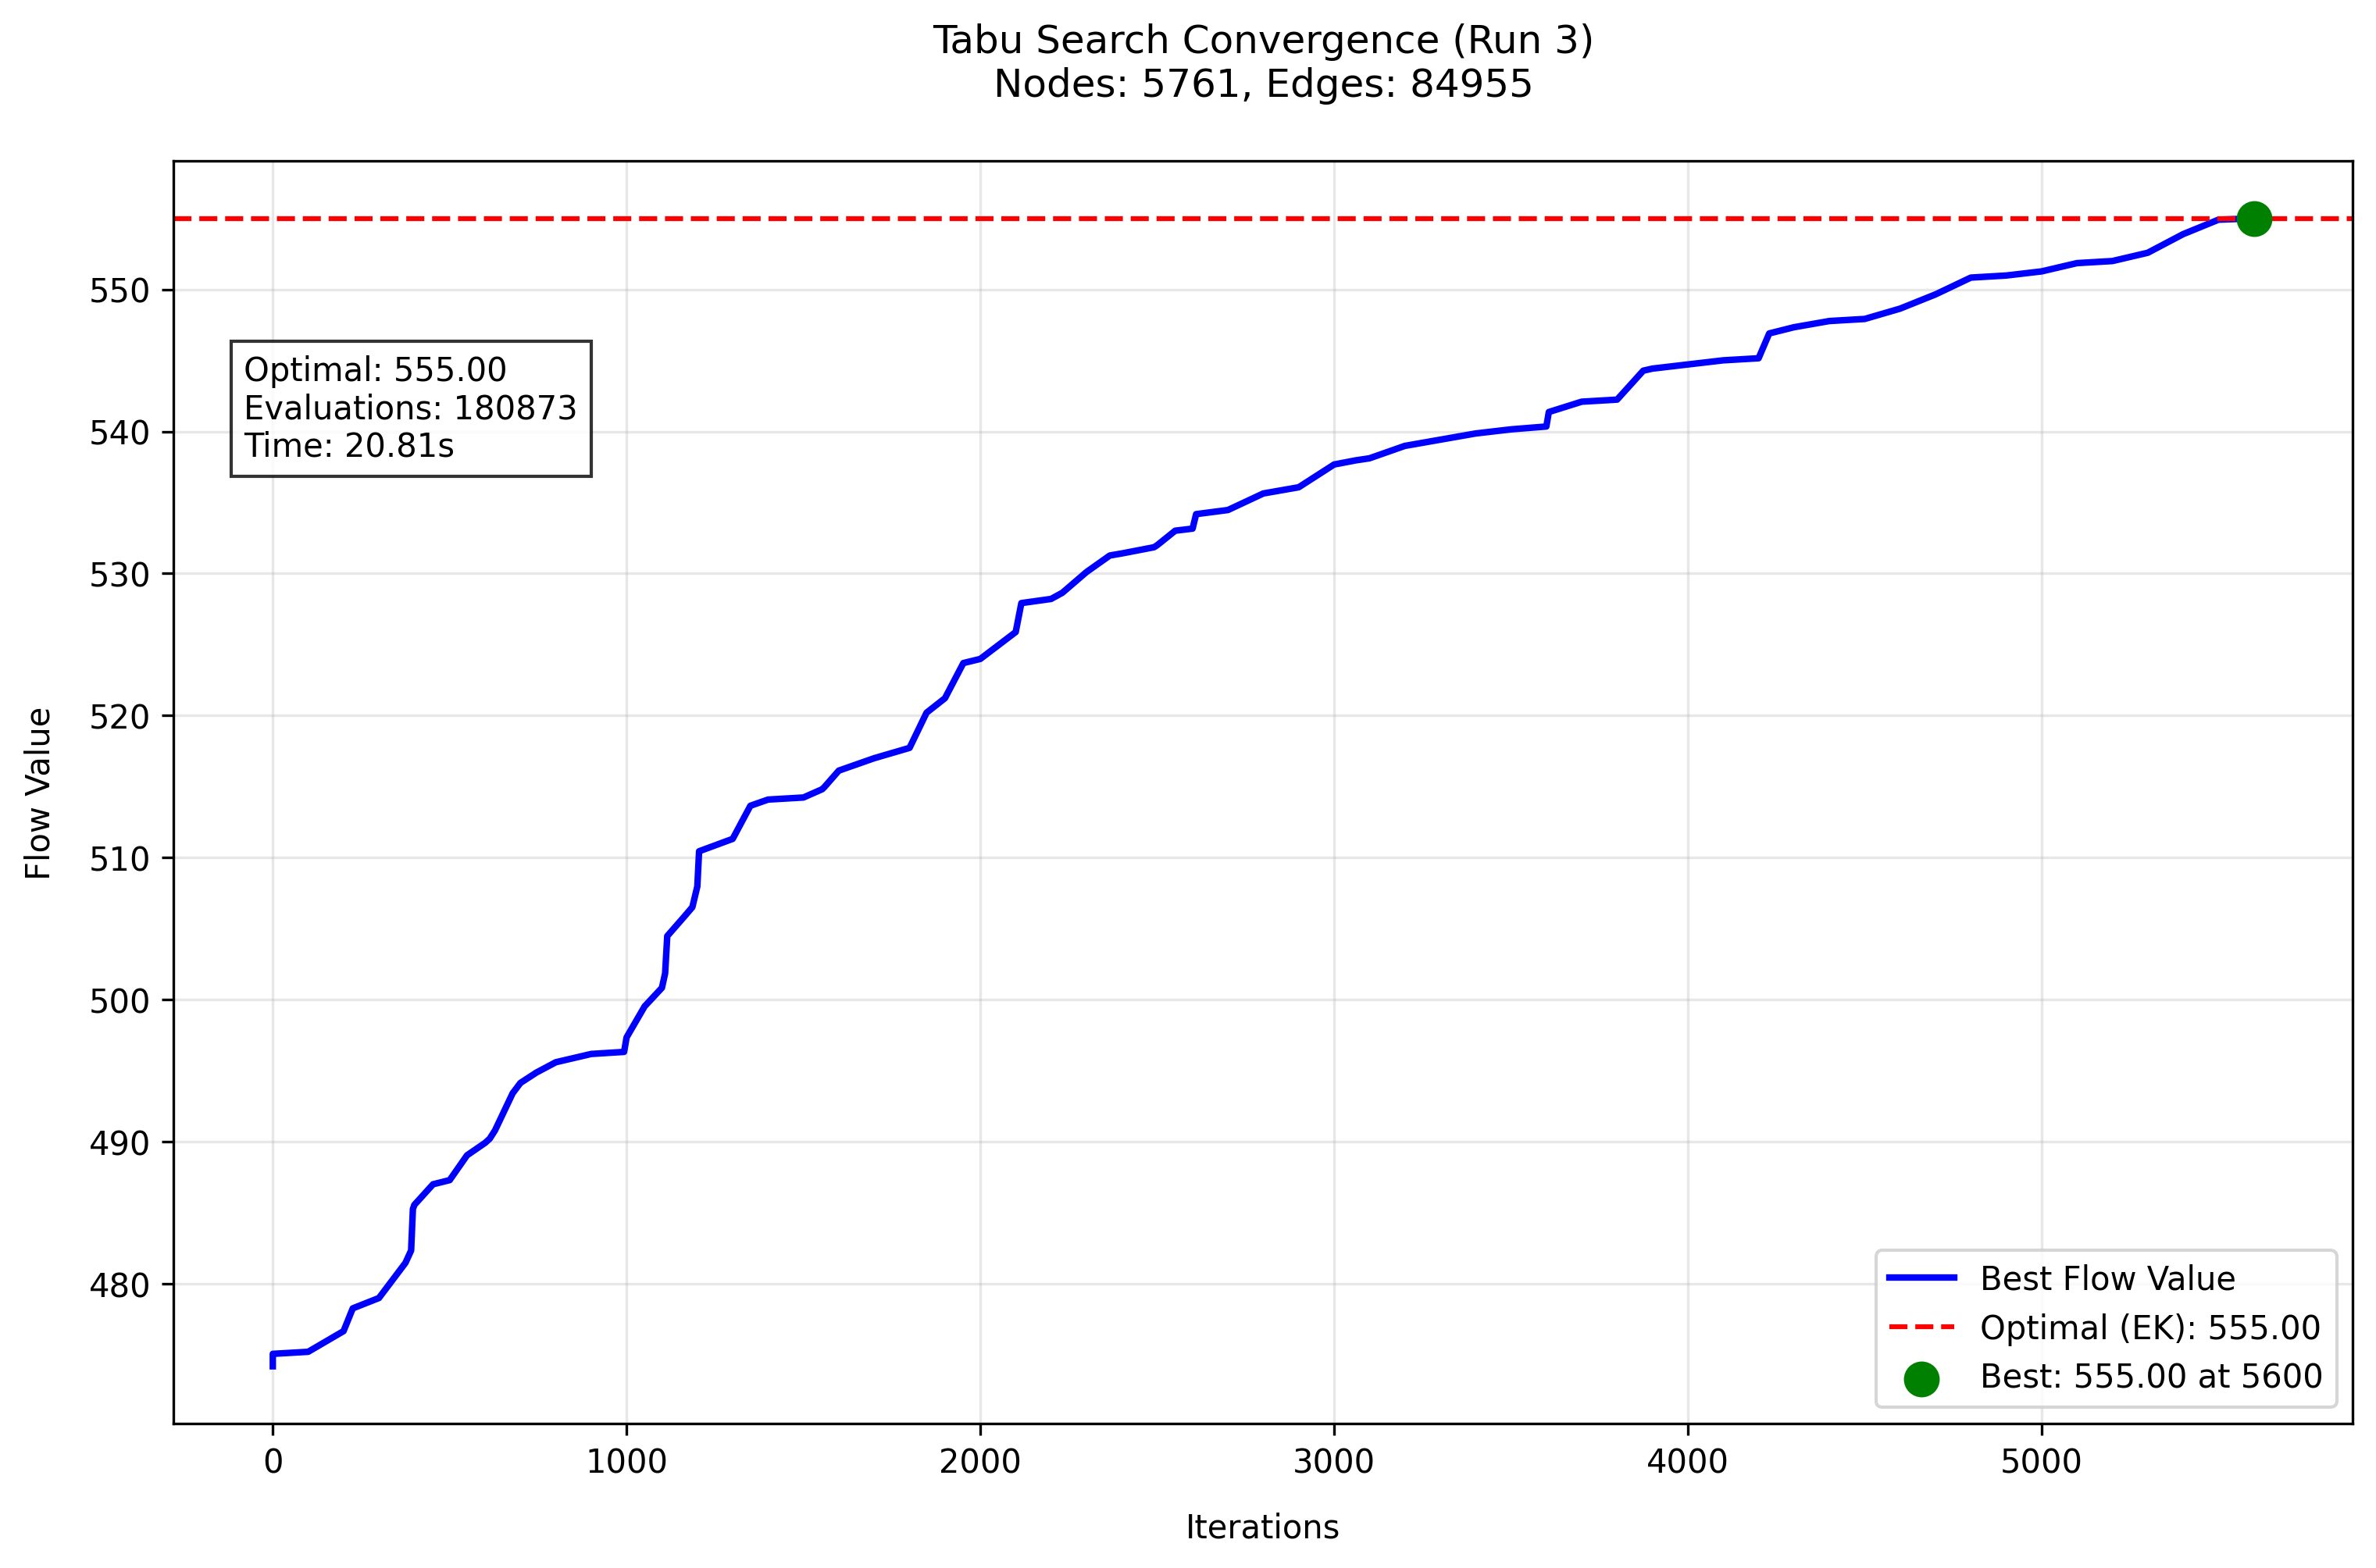 Tabu Search Convergence (Run 3)
Nodes: 5761, Edges: 84955
Flow Value
550
540
530
520
510
500
490
480
Optimal: 555.00
Evaluations: 180873
Time: 20.81s
Best Flow Value
Optimal (EK): 555.00
Best: 555.00 at 5600
0
1000
2000
3000
4000
5000
Iterations